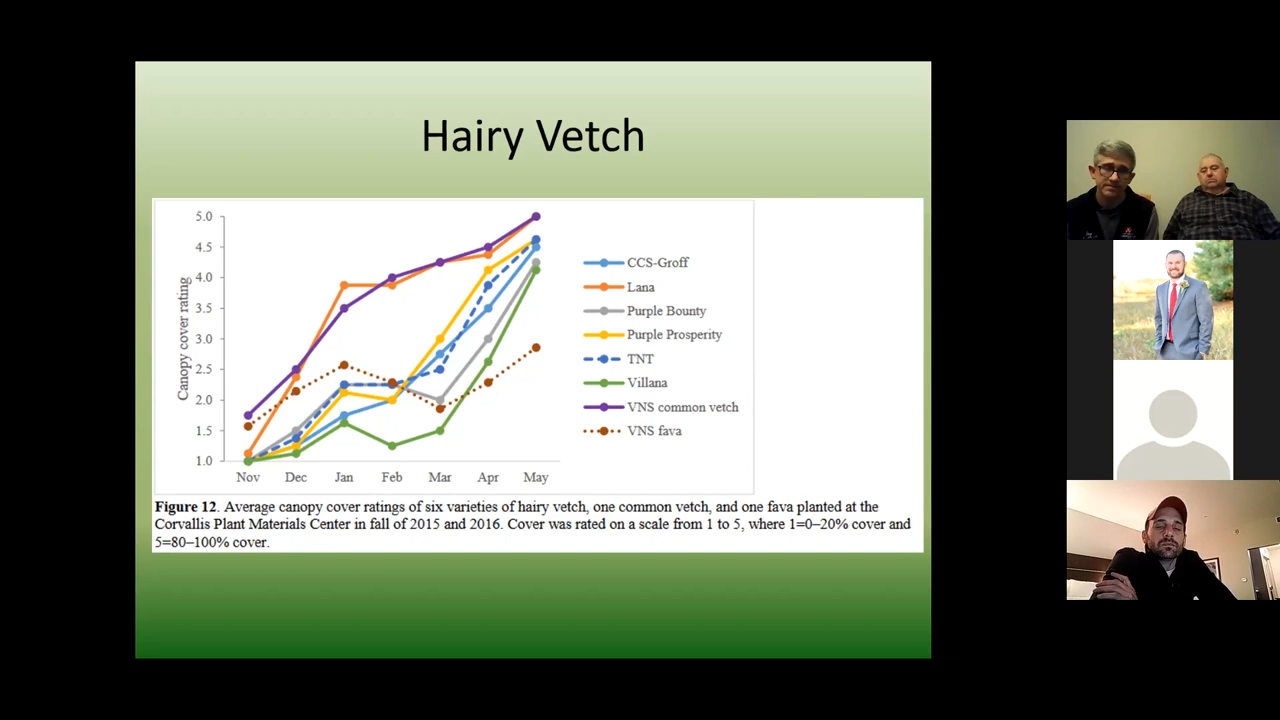 Hairy Vetch
5.0
4.5
4.0
3.5
3.0
2.5
2.0
1.5
1.0
Canopy cover rating
Nov Dec Jan Feb Mar Apr May
CCS-Groff
Lana
Purple Bounty
Purple Prosperity
TNT
Villana
VNS common vetch
VNS fava
Figure 12. Average canopy cover ratings of six varieties of hairy vetch, one common vetch, and one fava planted at the
Corvallis Plant Materials Center in fall of 2015 and 2016. Cover was rated on a scale from 1 to 5, where 1=0–20% cover and
5=80–100% cover.